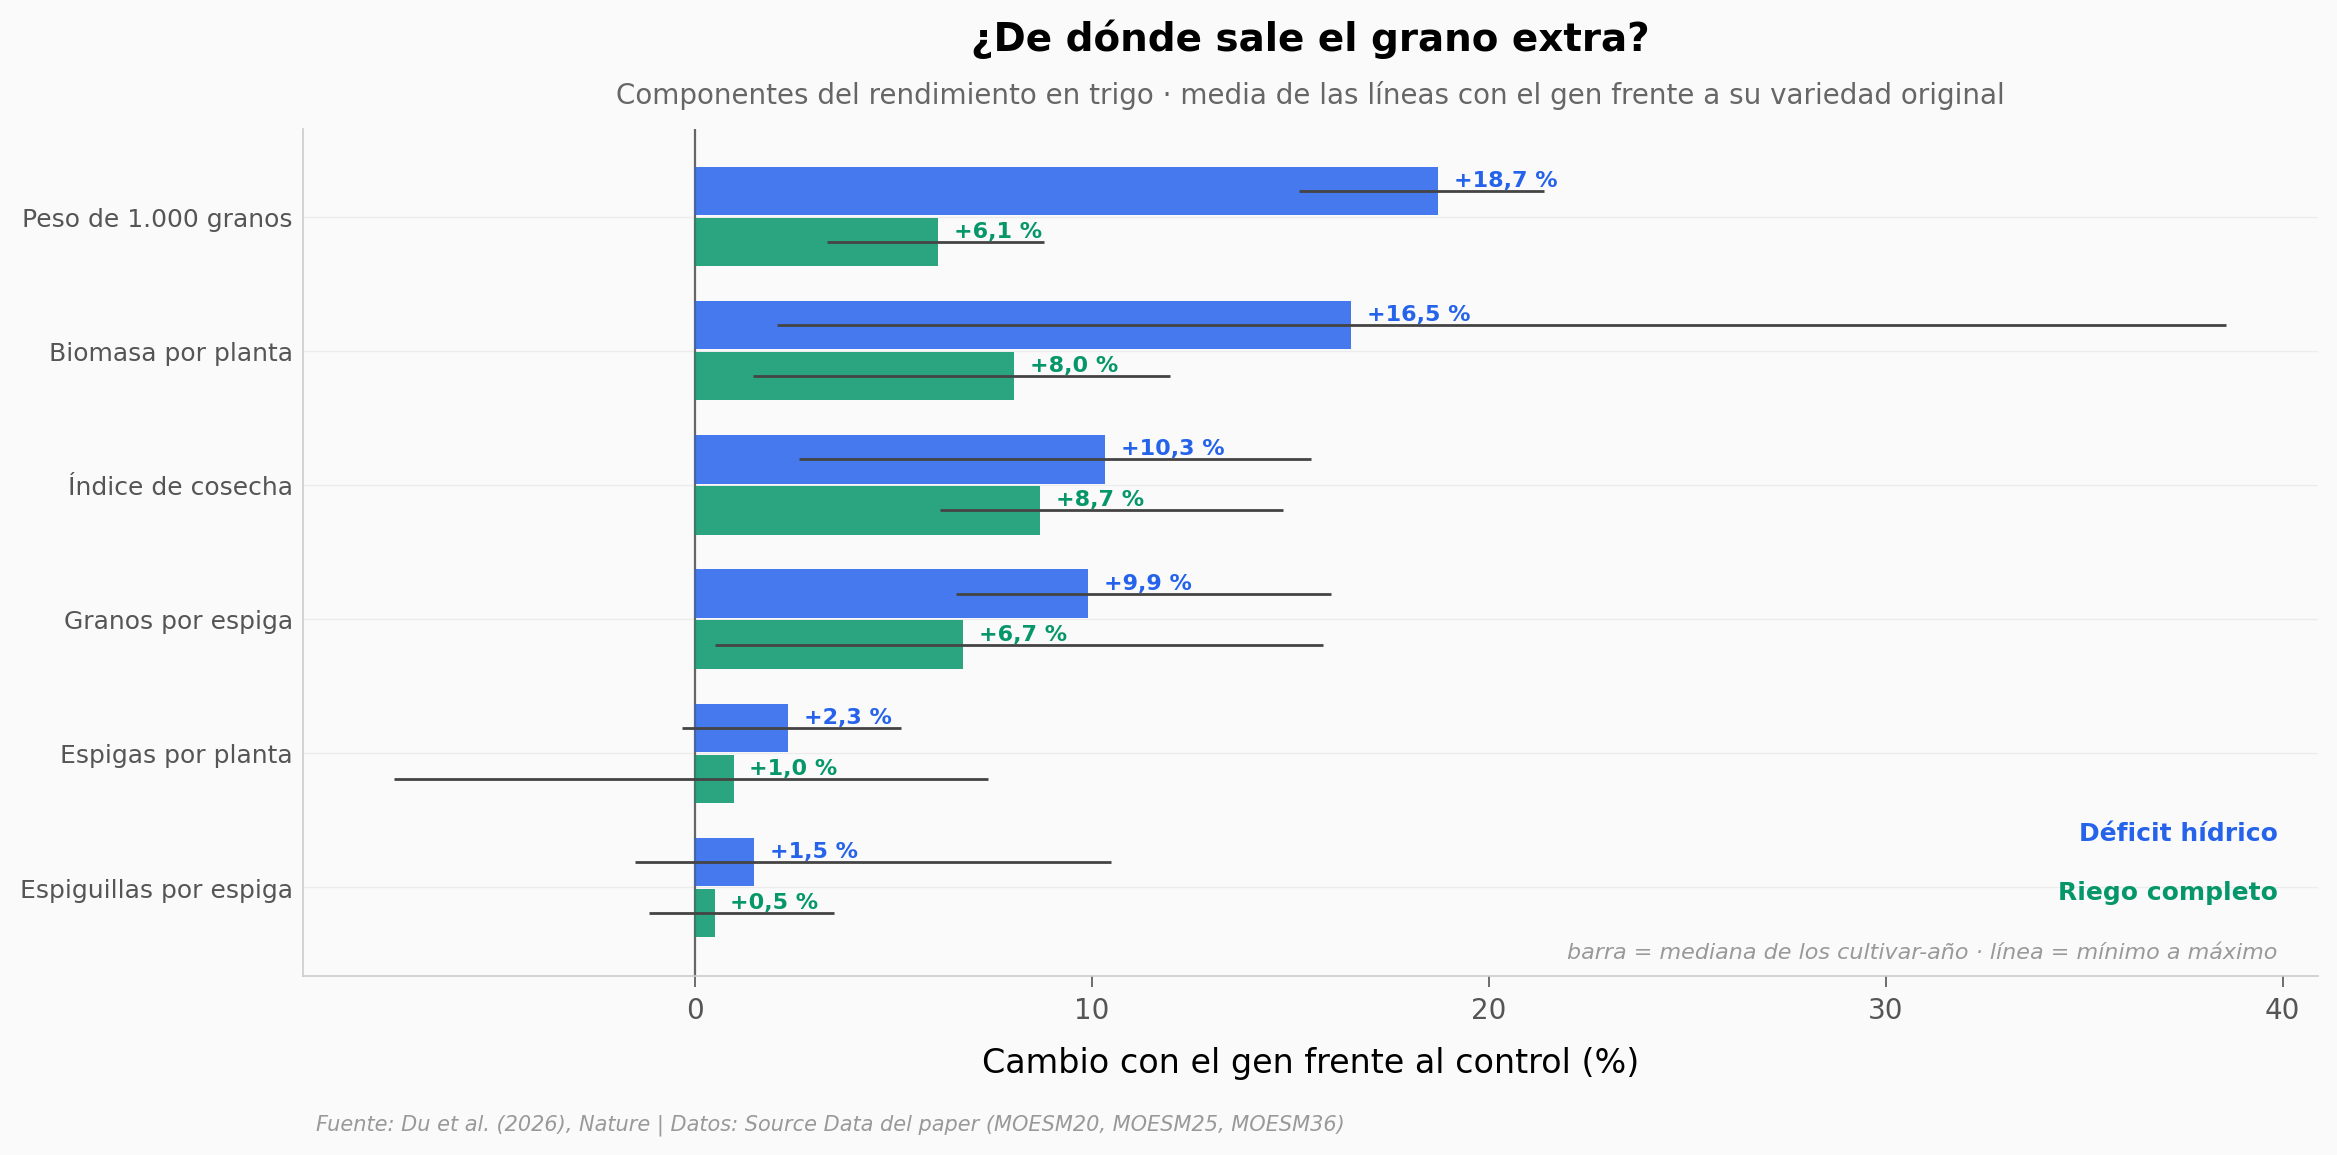 ¿De dónde sale el grano extra?
Componentes del rendimiento en trigo · media de las líneas con el gen frente a su variedad original
Peso de 1.000 granos
+18,7 %
+6,1 %
Biomasa por planta
+16,5 %
+8,0 %
Índice de cosecha
+10,3 %
+8,7 %
Granos por espiga
+9,9 %
+6,7 %
Espigas por planta
+2,3 %
+1,0 %
Espiguillas por espiga
+1,5 %
+0,5 %
Déficit hídrico
Riego completo
barra = mediana de los cultivar-año · línea = mínimo a máximo
0 10 20 30 40
Cambio con el gen frente al control (%)
Fuente: Du et al. (2026), Nature | Datos: Source Data del paper (MOESM20, MOESM25, MOESM36)